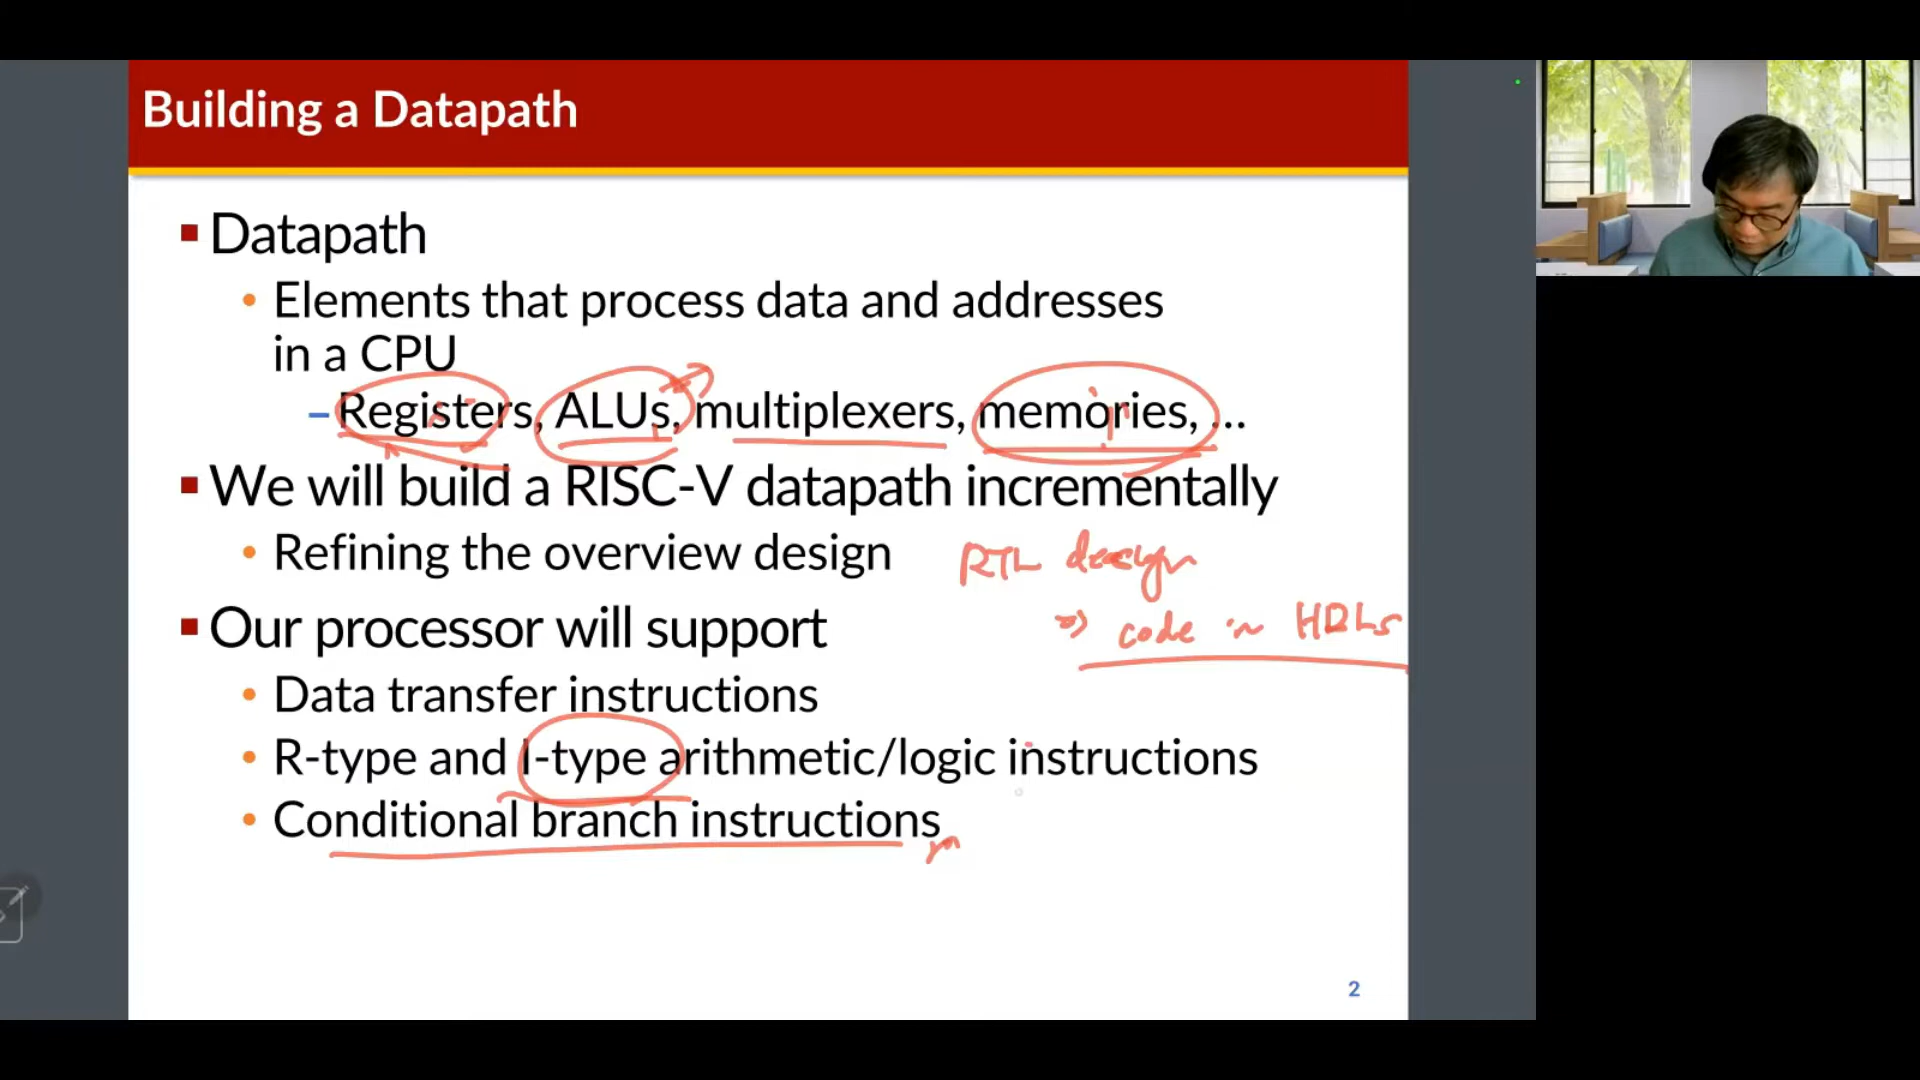 Building a Datapath
▪ Datapath
• Elements that process data and addresses
in a CPU
– Registers, ALUs, multiplexers, memories, ...
▪ We will build a RISC-V datapath incrementally
• Refining the overview design
RTL design
⇒ code in HDLs
▪ Our processor will support
• Data transfer instructions
• R-type and I-type arithmetic/logic instructions
• Conditional branch instructions
2